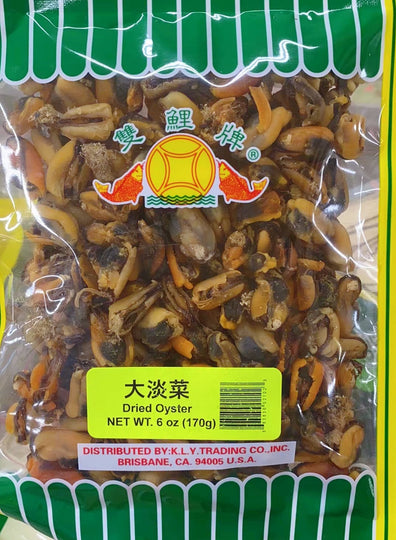 雙鯉牌®
大淡菜
Dried Oyster
NET WT. 6 oz (170g)
DISTRIBUTED BY:K.L.Y.TRADING CO.,INC.
BRISBANE, CA. 94005 U.S.A.